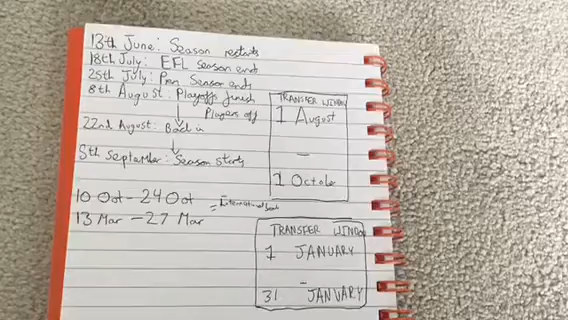 13th June: Season restarts
18th July: EFL season ends
25th July: Prem Season ends
8th August: Playoffs finish
Players off
22nd August: Back in
5th September: Season starts
10 Oct - 24 Oct = International break
13 Mar - 27 Mar
TRANSFER WINDOW
1 August
-
1 October
TRANSFER WINDOW
1 JANUARY
-
31 JANUARY